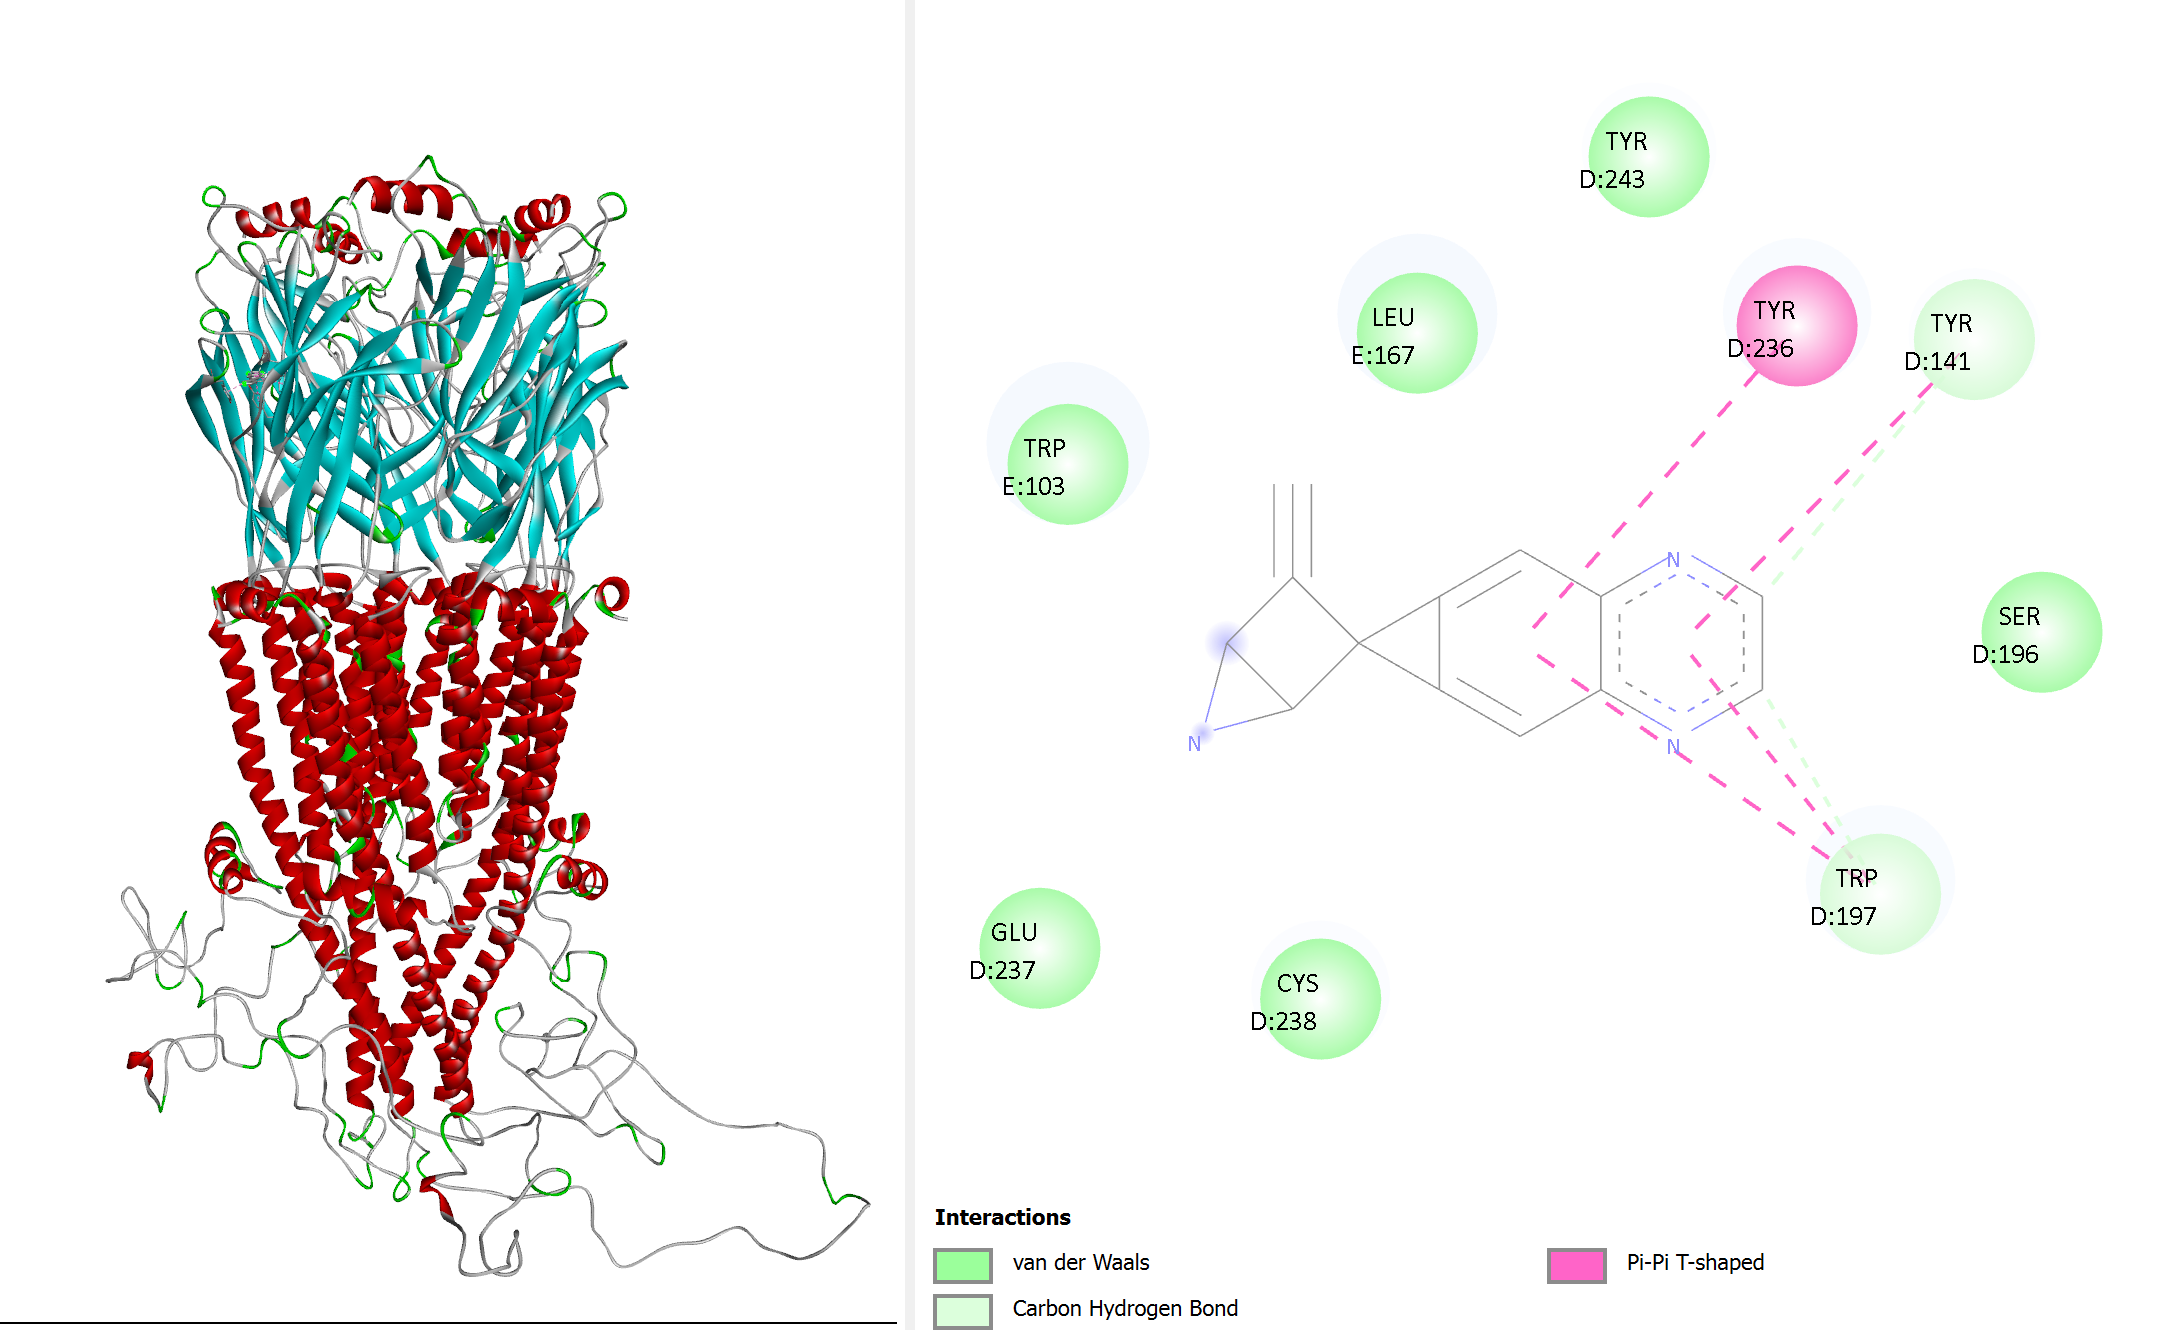 TYR
D:243
TYR
D:236
TYR
D:141
LEU
E:167
TRP
E:103
N
SER
D:196
N
N
TRP
D:197
GLU
D:237
CYS
D:238
Interactions
van der Waals
Carbon Hydrogen Bond
Pi-Pi T-shaped